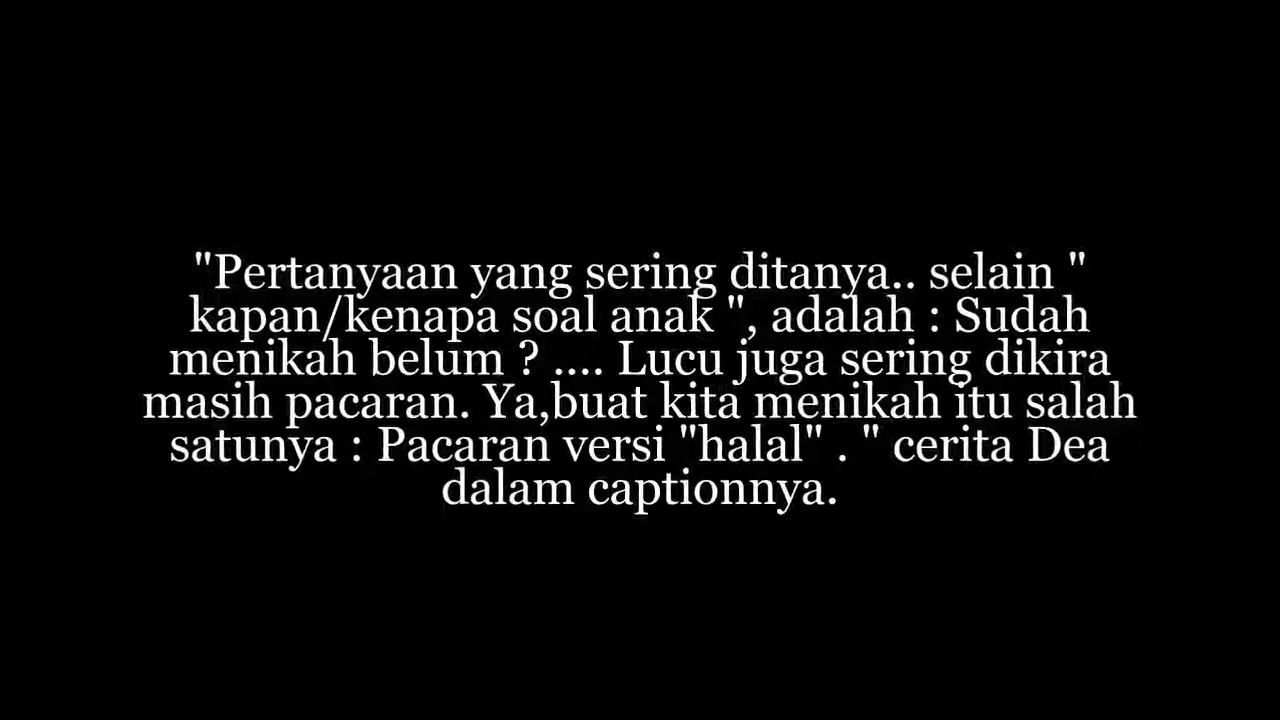 "Pertanyaan yang sering ditanya.. selain "
kapan/kenapa soal anak ", adalah : Sudah
menikah belum ? .... Lucu juga sering dikira
masih pacaran. Ya,buat kita menikah itu salah
satunya : Pacaran versi "halal" . " cerita Dea
dalam captionnya.